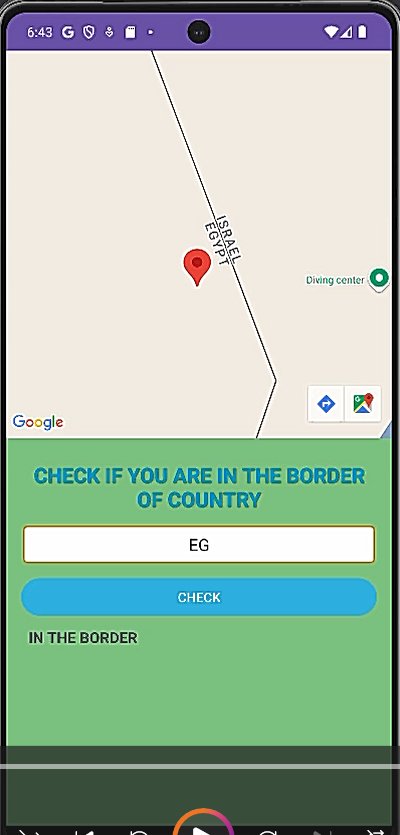 6:43
ISRAEL
EGYPT
Diving center
Google
CHECK IF YOU ARE IN THE BORDER
OF COUNTRY
EG
CHECK
IN THE BORDER